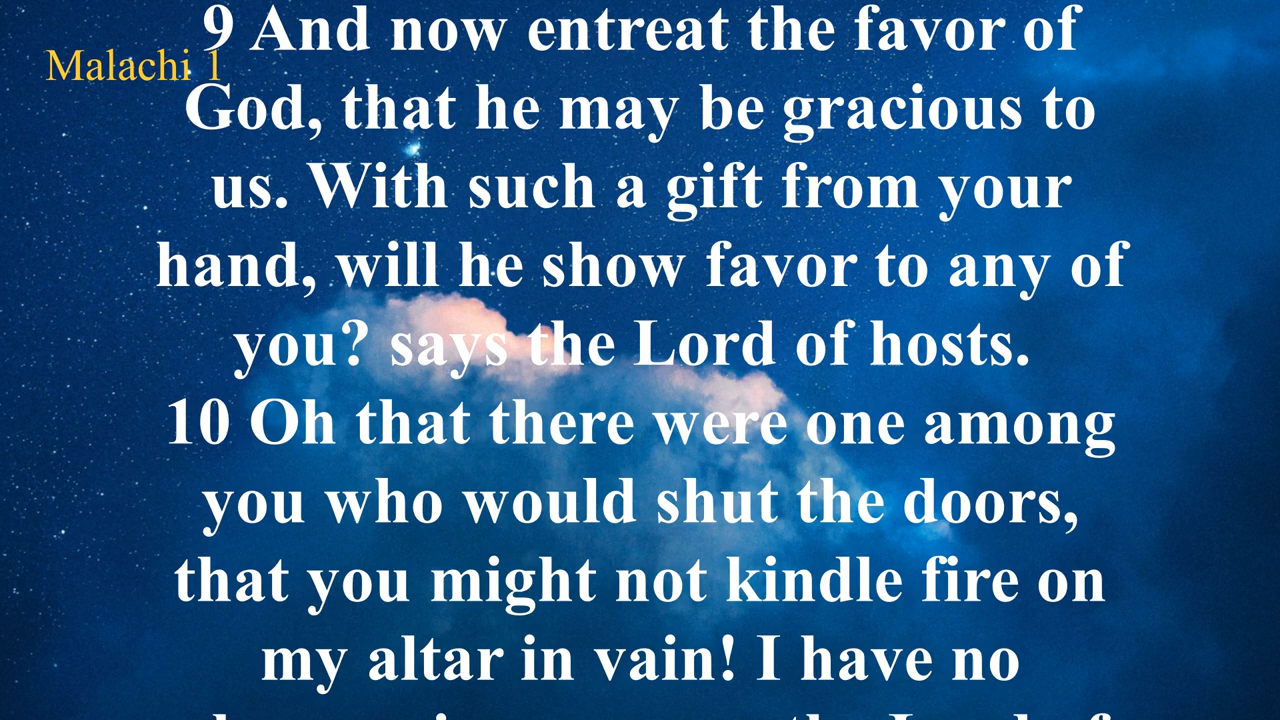 9 And now entreat the favor of
Malachi 1
God, that he may be gracious to
us. With such a gift from your
hand, will he show favor to any of
you? says the Lord of hosts.
10 Oh that there were one among
you who would shut the doors,
that you might not kindle fire on
my altar in vain! I have no